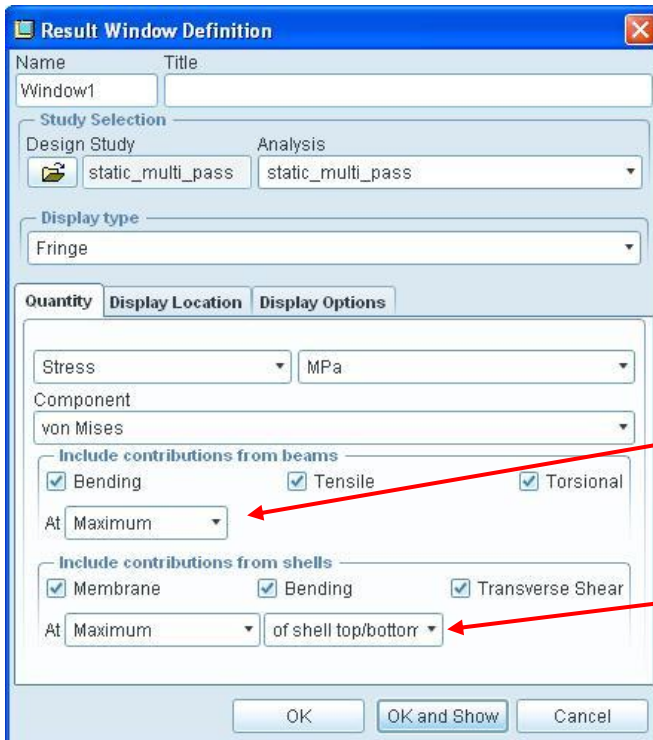 Result Window Definition
Name Title
Window1
Study Selection
Design Study Analysis
static_multi_pass static_multi_pass
Display type
Fringe
Quantity Display Location Display Options
Stress MPa
Component
von Mises
Include contributions from beams
Bending Tensile Torsional
At Maximum
Include contributions from shells
Membrane Bending Transverse Shear
At Maximum of shell top/bottom
OK OK and Show Cancel